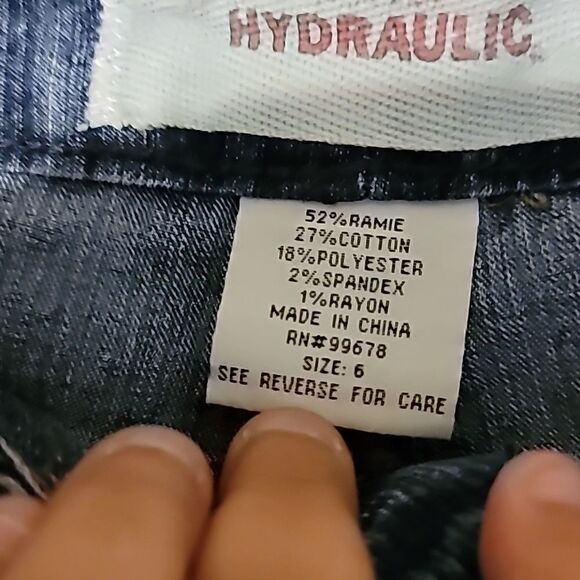 HYDRAULIC
52%RAMIE
27%COTTON
18%POLYESTER
2%SPANDEX
1%RAYON
MADE IN CHINA
RN#99678
SIZE: 6
SEE REVERSE FOR CARE